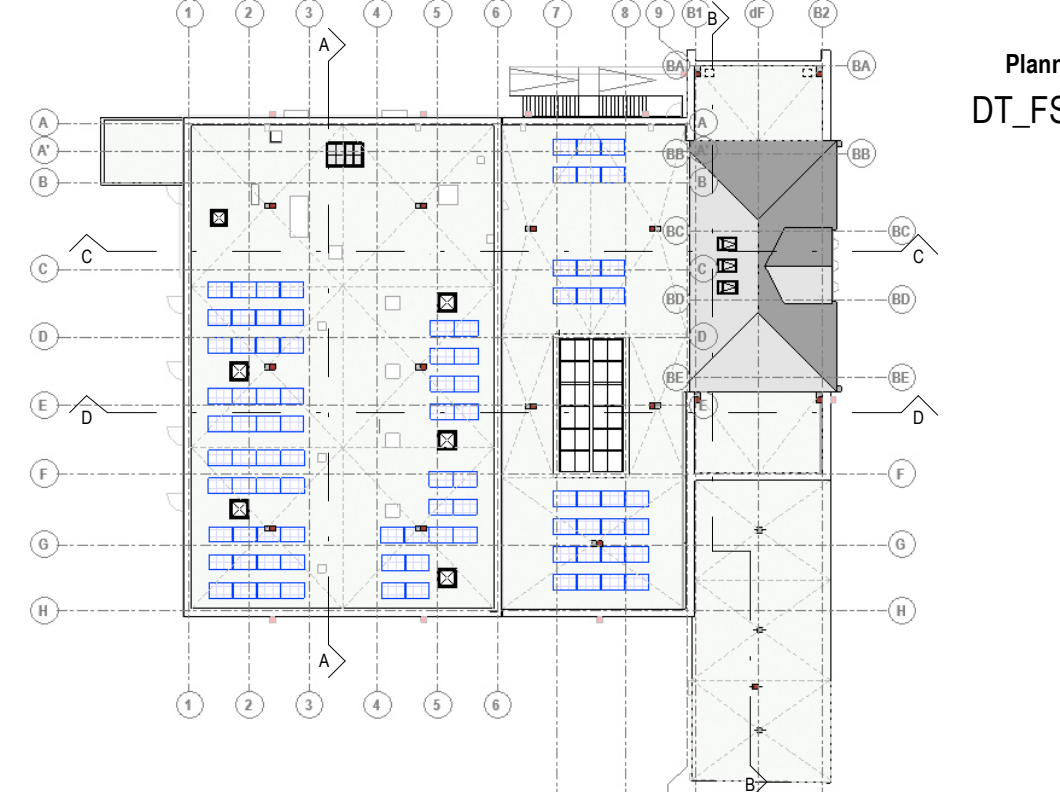 1 2 3 4 5 6 7 8 9 B1 B dF B2
A
Plann
BA BA
DT_FS
A A
A' A' BB BB
B B
BC BC
C C
C C
BD BD
D D
BE BE
E E
D D
F F
G G
H H
A
1 2 3 4 5 6
B